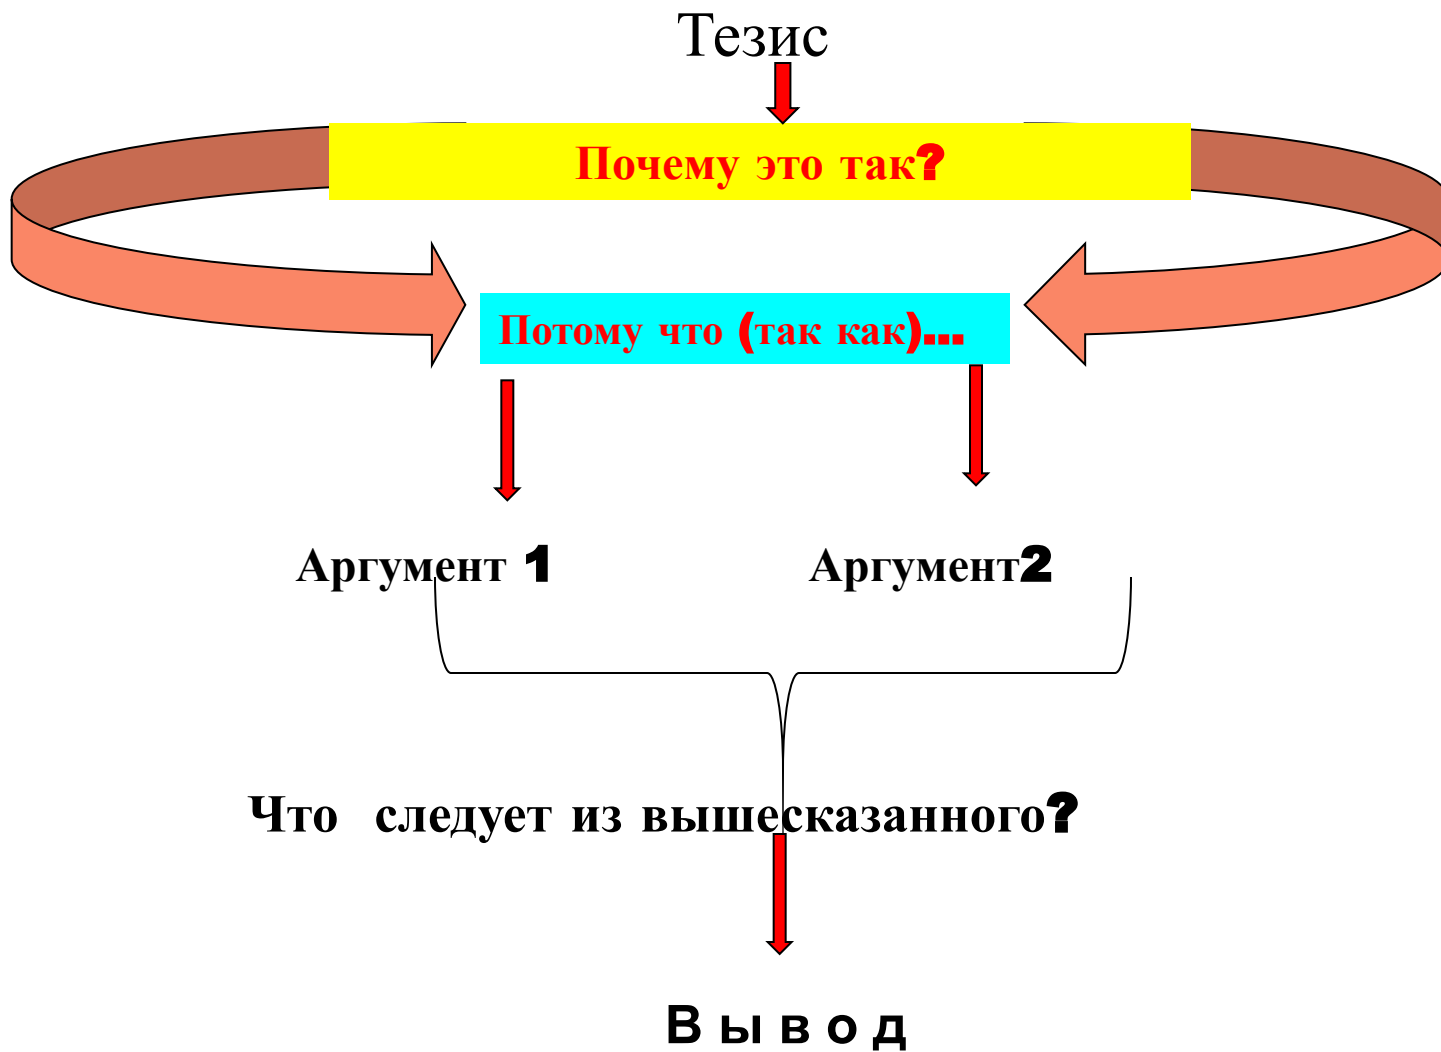 Тезис
Почему это так?
Потому что (так как)...
Аргумент 1 Аргумент2
Что следует из вышесказанного?
В ы в о д